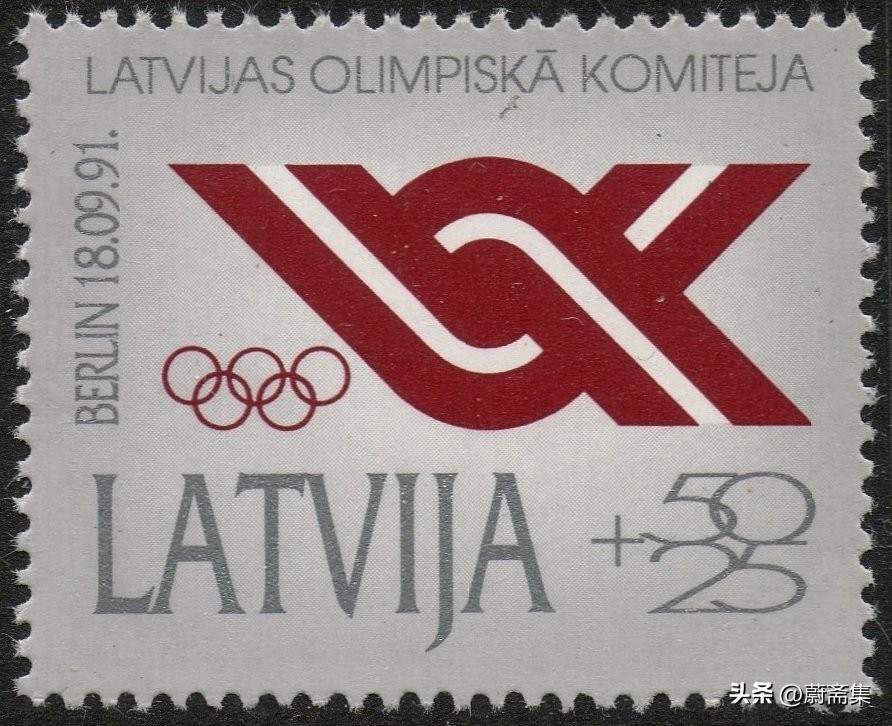 LATVIJAS OLIMPISKĀ KOMITEJA
BERLIN 18.09.91.
LATVIJA
+50
25
头条 @蔚斋集